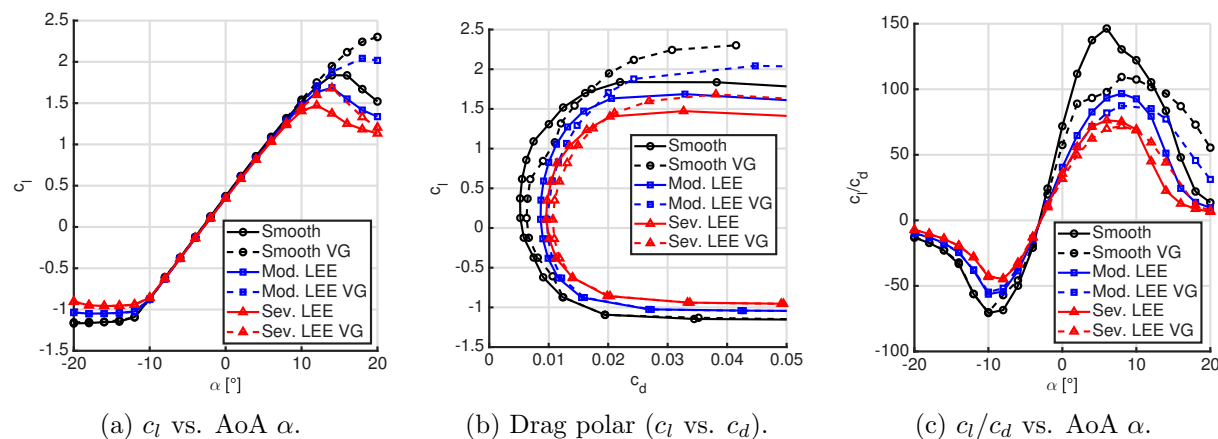 2.5
2
1.5
1
0.5
0
-0.5
-1
-1.5
-20
-10
0
10
20
c_l
α [°]
Smooth
Smooth VG
Mod. LEE
Mod. LEE VG
Sev. LEE
Sev. LEE VG
(a) c_l vs. AoA α.
2.5
2
1.5
1
0.5
0
-0.5
-1
-1.5
0
0.01
0.02
0.03
0.04
0.05
c_l
c_d
Smooth
Smooth VG
Mod. LEE
Mod. LEE VG
Sev. LEE
Sev. LEE VG
(b) Drag polar (c_l vs. c_d).
150
100
50
0
-50
-100
-20
-10
0
10
20
c_l/c_d
α [°]
Smooth
Smooth VG
Mod. LEE
Mod. LEE VG
Sev. LEE
Sev. LEE VG
(c) c_l/c_d vs. AoA α.